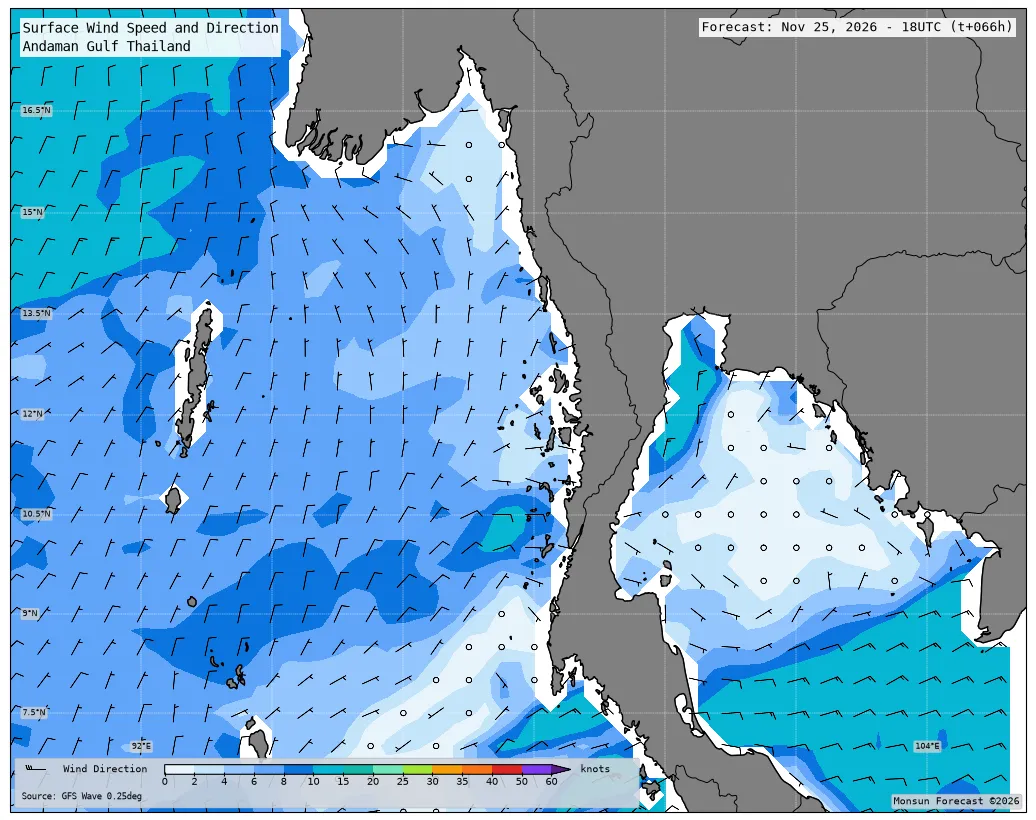 Surface Wind Speed and Direction
Andaman Gulf Thailand
Forecast: Nov 25, 2026 - 18UTC (t+066h)
16.5°N
15°N
13.5°N
12°N
10.5°N
9°N
7.5°N
92°E
104°E
Wind Direction
0 2 4 6 8 10 15 20 25 30 35 40 50 60
knots
Source: GFS Wave 0.25deg
Monsun Forecast ©2026